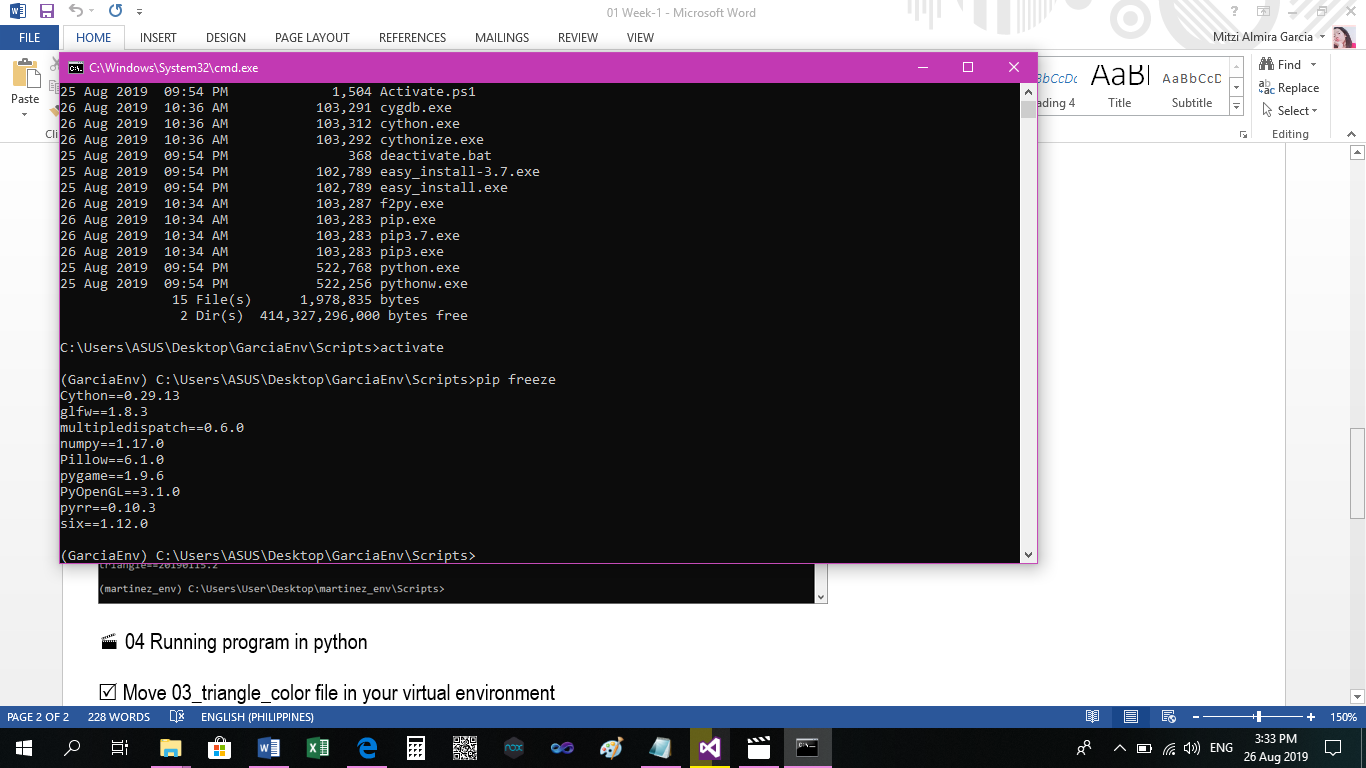 01 Week-1 - Microsoft Word
FILE HOME INSERT DESIGN PAGE LAYOUT REFERENCES MAILINGS REVIEW VIEW
Mitzi Almira Garcia
Paste
ading 4
AaBl
Title
AaBbCcD
Subtitle
Find
Replace
Select
Editing
C:\Windows\System32\cmd.exe
25 Aug 2019  09:54 PM             1,504 Activate.ps1
26 Aug 2019  10:36 AM           103,291 cygdb.exe
26 Aug 2019  10:36 AM           103,312 cython.exe
26 Aug 2019  10:36 AM           103,292 cythonize.exe
25 Aug 2019  09:54 PM               368 deactivate.bat
25 Aug 2019  09:54 PM           102,789 easy_install-3.7.exe
25 Aug 2019  09:54 PM           102,789 easy_install.exe
26 Aug 2019  10:34 AM           103,287 f2py.exe
26 Aug 2019  10:34 AM           103,283 pip.exe
26 Aug 2019  10:34 AM           103,283 pip3.7.exe
26 Aug 2019  10:34 AM           103,283 pip3.exe
25 Aug 2019  09:54 PM           522,768 python.exe
25 Aug 2019  09:54 PM           522,256 pythonw.exe
15 File(s)      1,978,835 bytes
2 Dir(s)  414,327,296,000 bytes free
C:\Users\ASUS\Desktop\GarciaEnv\Scripts>activate
(GarciaEnv) C:\Users\ASUS\Desktop\GarciaEnv\Scripts>pip freeze
Cython==0.29.13
glfw==1.8.3
multipledispatch==0.6.0
numpy==1.17.0
Pillow==6.1.0
pygame==1.9.6
PyOpenGL==3.1.0
pyrr==0.10.3
six==1.12.0
(GarciaEnv) C:\Users\ASUS\Desktop\GarciaEnv\Scripts>
triangle==20190115.2
(martinez_env) C:\Users\User\Desktop\martinez_env\Scripts>
04 Running program in python
Move 03_triangle_color file in your virtual environment
PAGE 2 OF 2 228 WORDS ENGLISH (PHILIPPINES) 150%
ENG
3:33 PM
26 Aug 2019